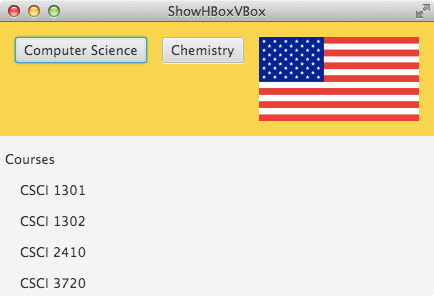 ShowHBoxVBox
Computer Science Chemistry
Courses
CSCI 1301
CSCI 1302
CSCI 2410
CSCI 3720